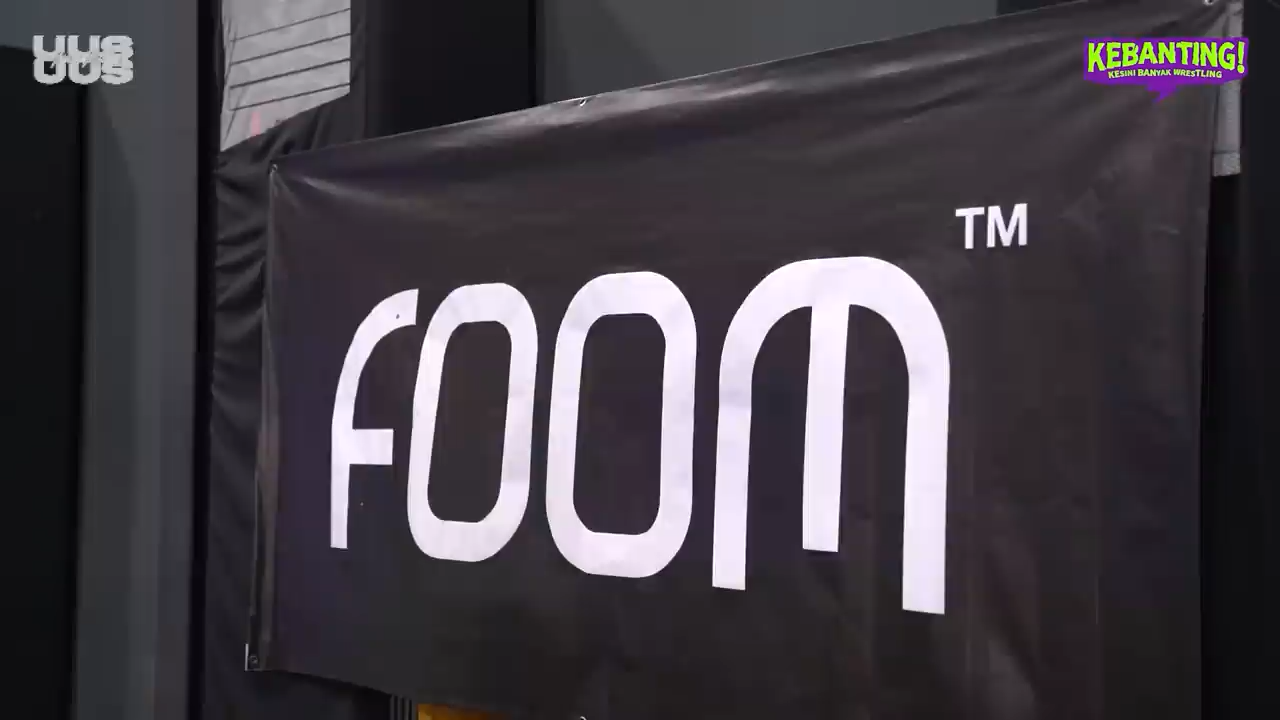 UUS
UUS
KEBANTING!
KESINI BANYAK WRESTLING
TM
FOOM